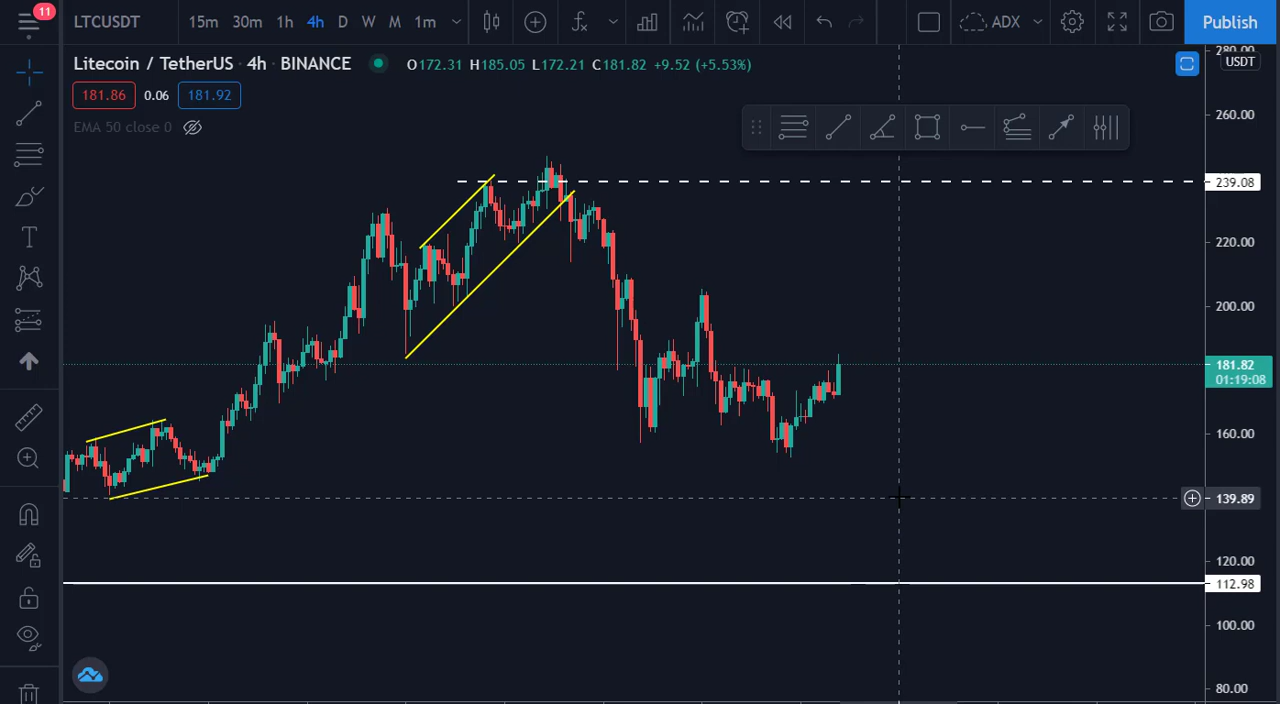 11
LTCUSDT 15m 30m 1h 4h D W M 1m ADX Publish
Litecoin / TetherUS · 4h · BINANCE O172.31 H185.05 L172.21 C181.82 +9.52 (+5.53%)
181.86 0.06 181.92
EMA 50 close 0
280.00
USDT
260.00
239.08
220.00
200.00
181.82
01:19:08
160.00
139.89
120.00
112.98
100.00
80.00